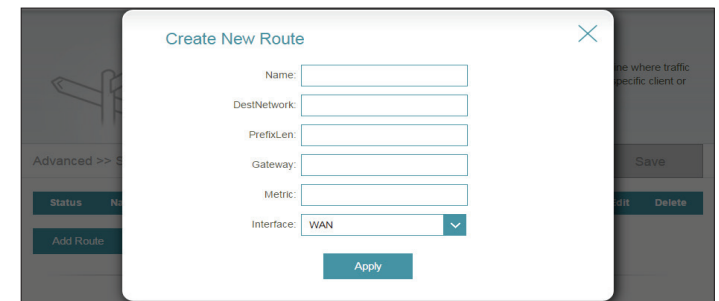 Create New Route
Name:
ne where traffic
specific client or
DestNetwork:
PrefixLen:
Advanced >> S
Gateway:
Save
Metric:
Status Na
dit Delete
Interface: WAN
Add Route
Apply